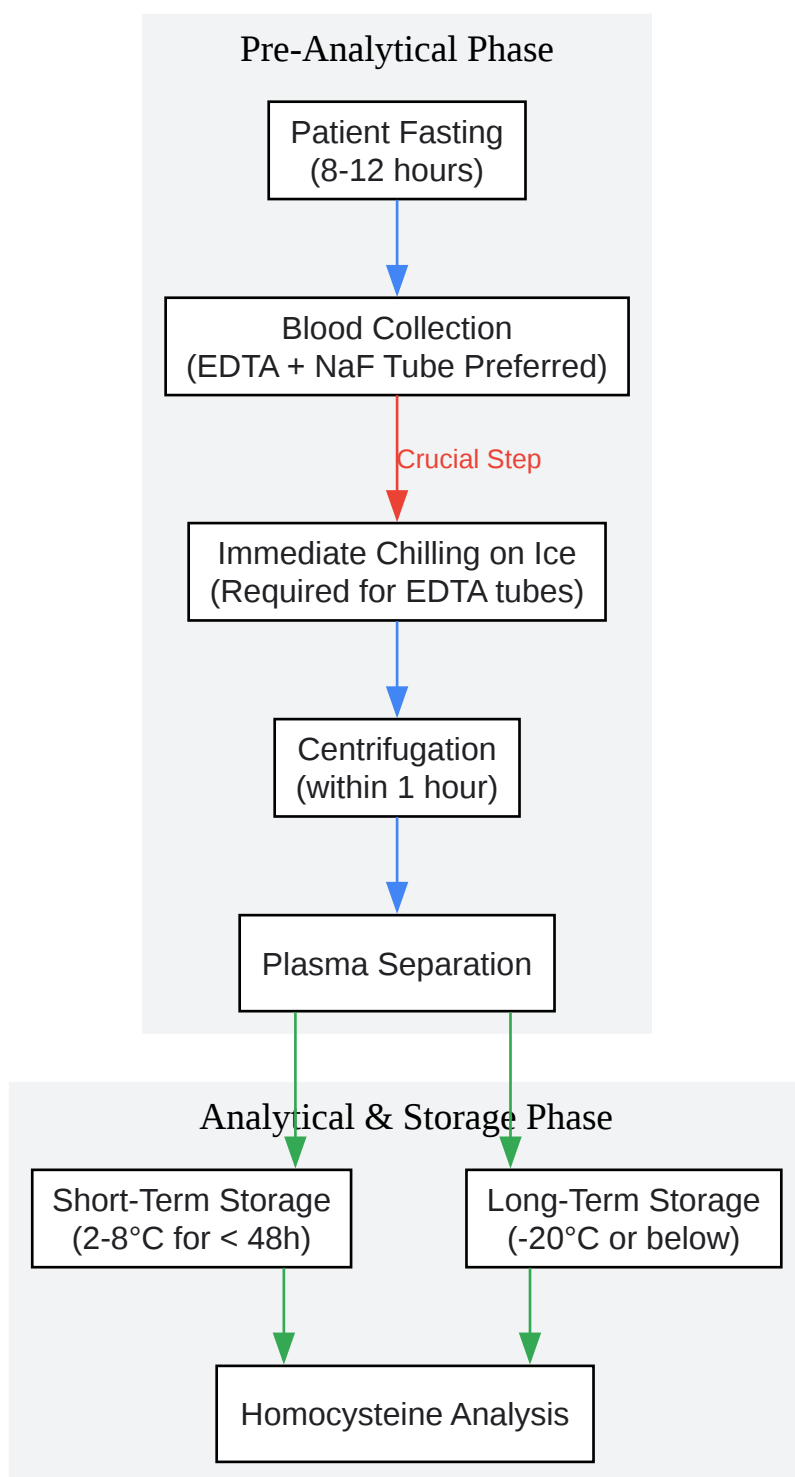 Pre-Analytical Phase
Patient Fasting
(8-12 hours)
Blood Collection
(EDTA + NaF Tube Preferred)
Crucial Step
Immediate Chilling on Ice
(Required for EDTA tubes)
Centrifugation
(within 1 hour)
Plasma Separation
Analytical & Storage Phase
Short-Term Storage
(2-8°C for < 48h)
Long-Term Storage
(-20°C or below)
Homocysteine Analysis